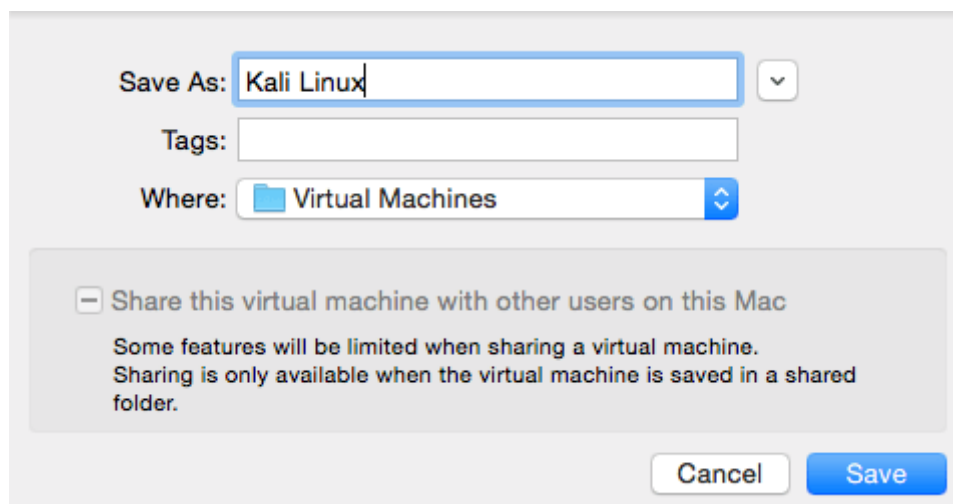 Save As: Kali Linux
Tags:
Where: Virtual Machines
Share this virtual machine with other users on this Mac
Some features will be limited when sharing a virtual machine.
Sharing is only available when the virtual machine is saved in a shared
folder.
Cancel Save